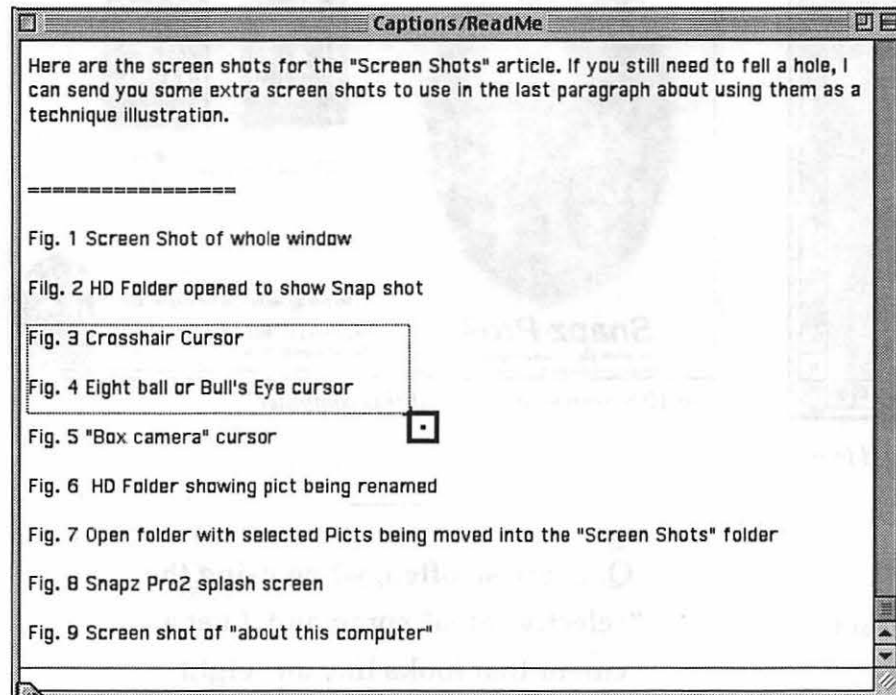 Captions/ReadMe
Here are the screen shots for the "Screen Shots" article. If you still need to fell a hole, I
can send you some extra screen shots to use in the last paragraph about using them as a
technique illustration.
=================
Fig. 1 Screen Shot of whole window
Filg. 2 HD Folder opened to show Snap shot
Fig. 3 Crosshair Cursor
Fig. 4 Eight ball or Bull's Eye cursor
Fig. 5 "Box camera" cursor
Fig. 6 HD Folder showing pict being renamed
Fig. 7 Open folder with selected Picts being moved into the "Screen Shots" folder
Fig. 8 Snapz Pro2 splash screen
Fig. 9 Screen shot of "about this computer"